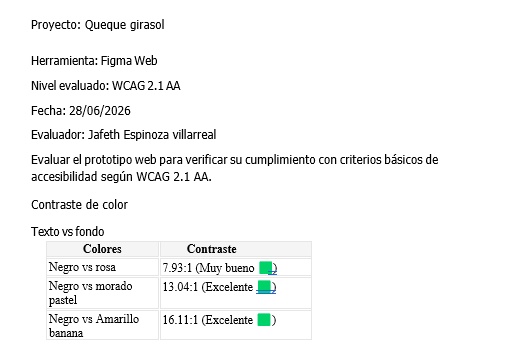 Proyecto: Queque girasol
Herramienta: Figma Web
Nivel evaluado: WCAG 2.1 AA
Fecha: 28/06/2026
Evaluador: Jafeth Espinoza villarreal
Evaluar el prototipo web para verificar su cumplimiento con criterios básicos de
accesibilidad según WCAG 2.1 AA.
Contraste de color
Texto vs fondo
Colores Contraste
Negro vs rosa 7.93:1 (Muy bueno 🟩)
Negro vs morado
pastel 13.04:1 (Excelente 🟩)
Negro vs Amarillo
banana 16.11:1 (Excelente 🟩)